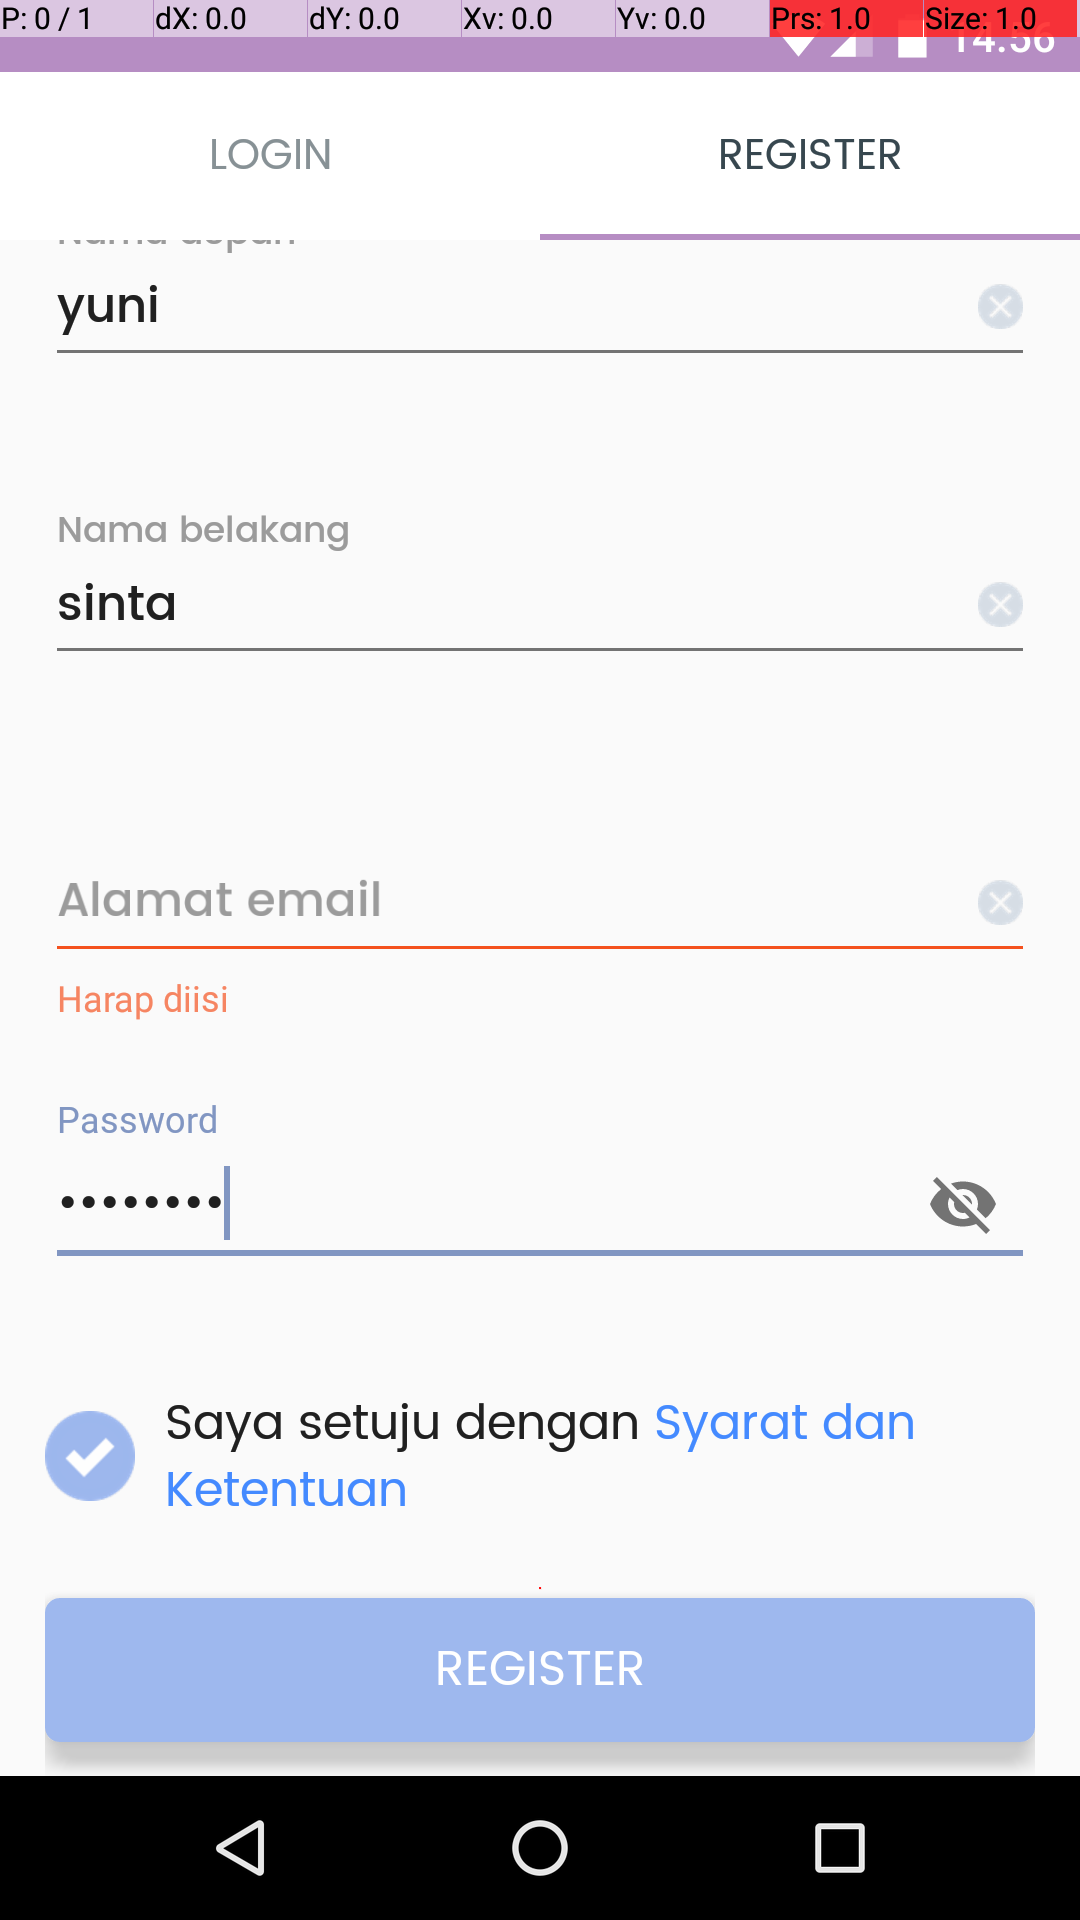 P: 0 / 1 dX: 0.0 dY: 0.0 Xv: 0.0 Yv: 0.0 Prs: 1.0 Size: 1.0
14:56
LOGIN REGISTER
Nama depan
yuni
Nama belakang
sinta
Alamat email
Harap diisi
Password
••••••••
Saya setuju dengan Syarat dan
Ketentuan
REGISTER